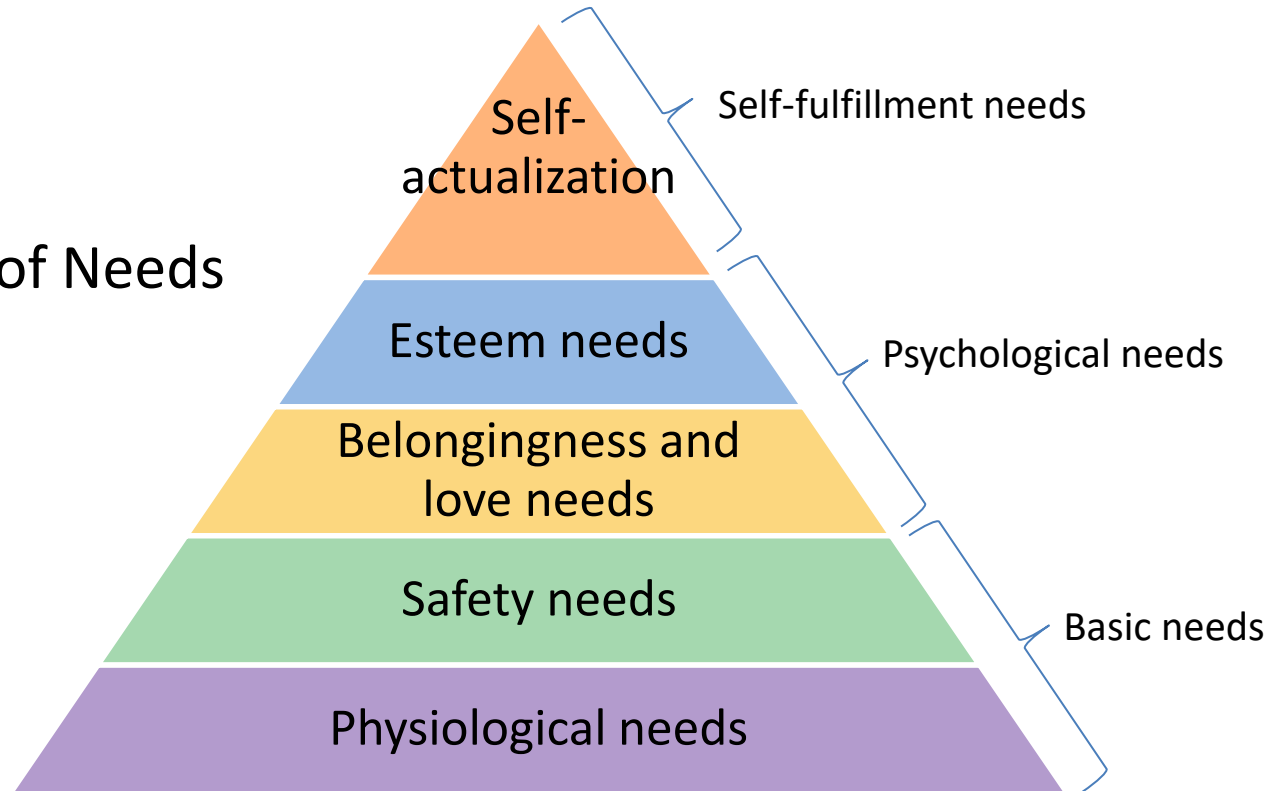 Self-
actualization
Self-fulfillment needs
of Needs
Esteem needs
Psychological needs
Belongingness and
love needs
Safety needs
Basic needs
Physiological needs